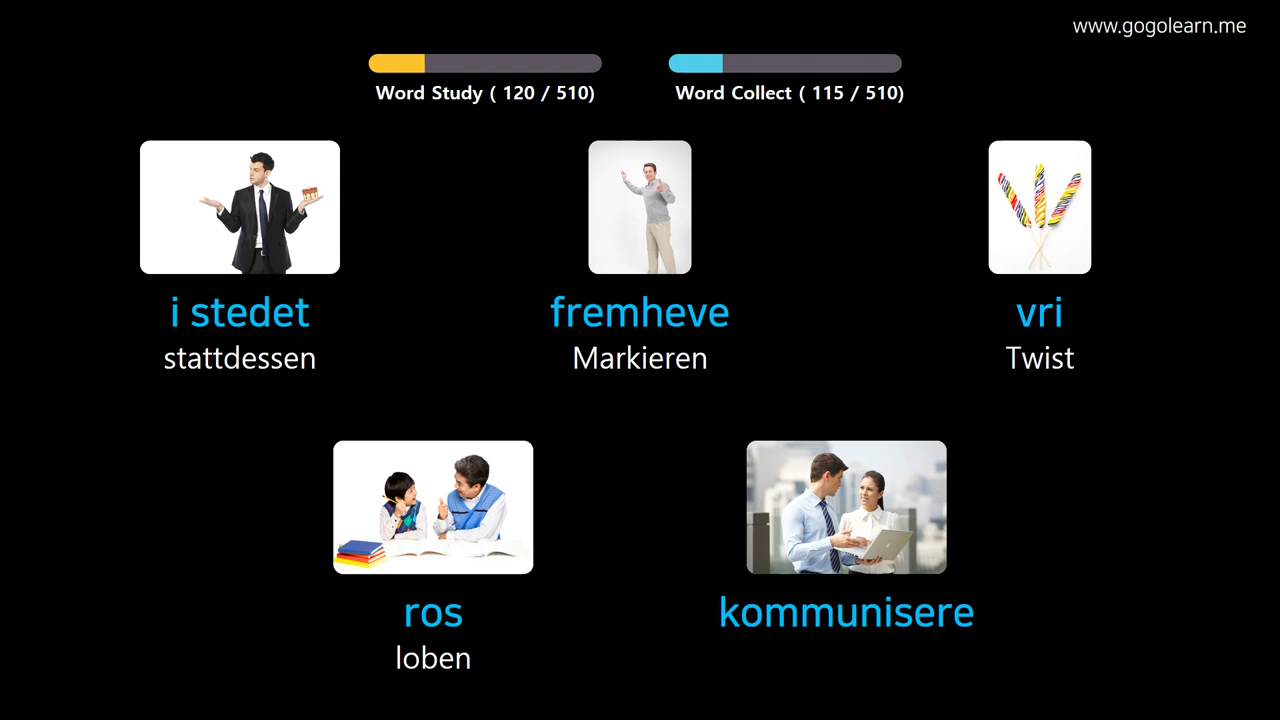 www.gogolearn.me
Word Study ( 120 / 510)
Word Collect ( 115 / 510)
i stedet
stattdessen
fremheve
Markieren
vri
Twist
ros
loben
kommunisere